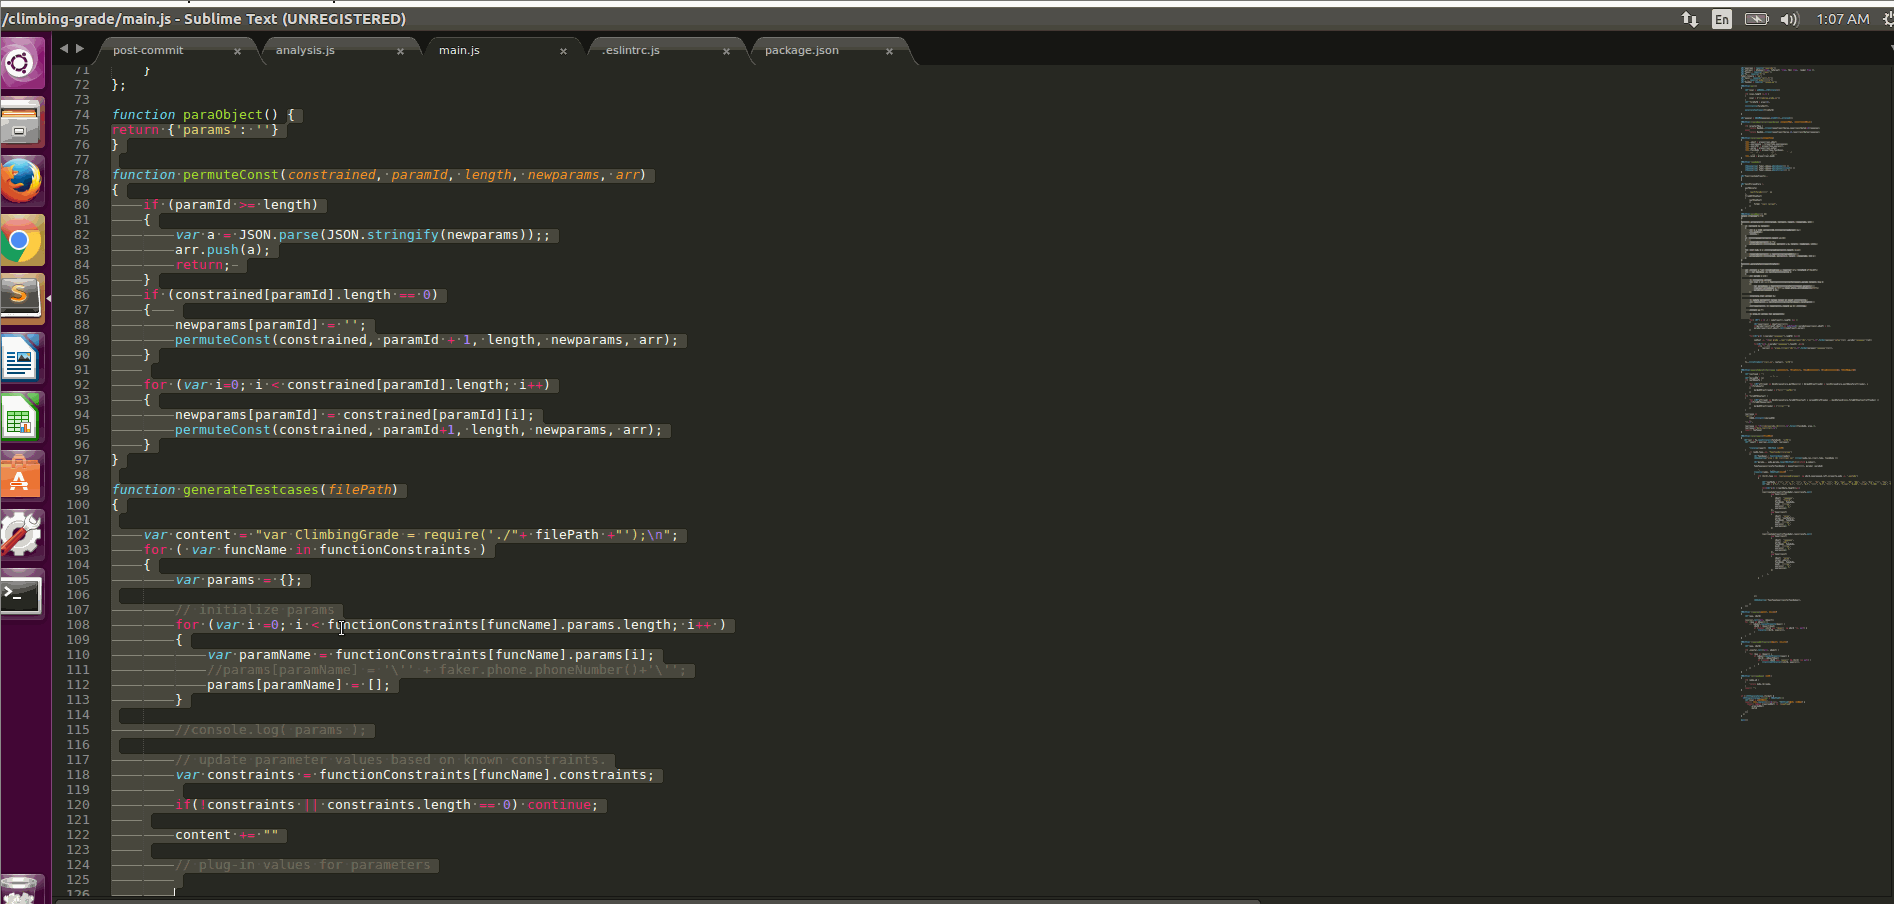 /climbing-grade/main.js - Sublime Text (UNREGISTERED)
En
1:07 AM
post-commit × analysis.js × main.js × .eslintrc.js × package.json ×
71 }
72 };
73
74 function paraObject() {
75 return {'params': ''}
76 }
77
78 function permuteConst(constrained, paramId, length, newparams, arr)
79 {
80 if (paramId >= length)
81 {
82 var a = JSON.parse(JSON.stringify(newparams));;
83 arr.push(a);
84 return;
85 }
86 if (constrained[paramId].length == 0)
87 {
88 newparams[paramId] = '';
89 permuteConst(constrained, paramId + 1, length, newparams, arr);
90 }
91
92 for (var i=0; i < constrained[paramId].length; i++)
93 {
94 newparams[paramId] = constrained[paramId][i];
95 permuteConst(constrained, paramId+1, length, newparams, arr);
96 }
97 }
98
99 function generateTestcases(filePath)
100 {
101
102 var content = "var ClimbingGrade = require('./"+ filePath +"');\n";
103 for ( var funcName in functionConstraints )
104 {
105 var params = {};
106
107 // initialize params
108 for (var i =0; i < functionConstraints[funcName].params.length; i++ )
109 {
110 var paramName = functionConstraints[funcName].params[i];
111 //params[paramName] = '\'' + faker.phone.phoneNumber()+'\'';
112 params[paramName] = [];
113 }
114
115 //console.log( params );
116
117 // update parameter values based on known constraints.
118 var constraints = functionConstraints[funcName].constraints;
119
120 if(!constraints || constraints.length == 0) continue;
121
122 content += ""
123
124 // plug-in values for parameters
125
126